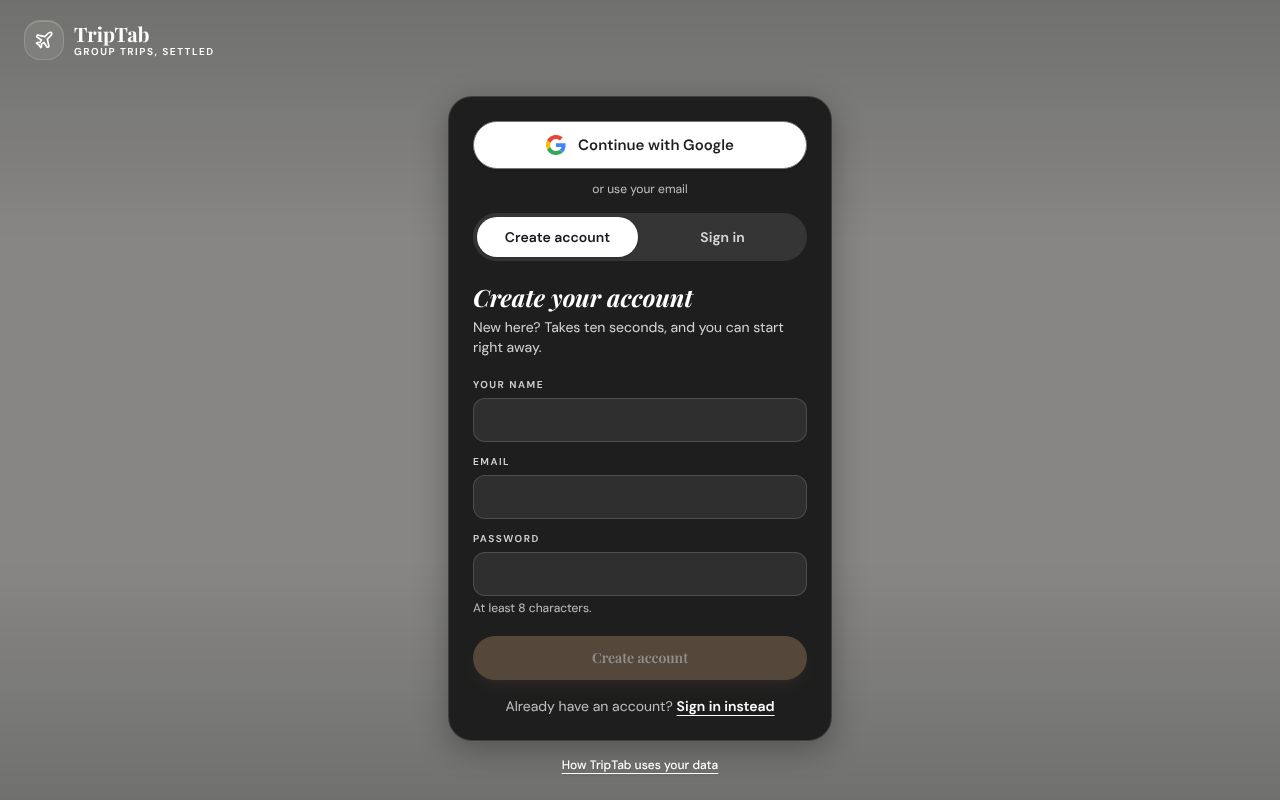 TripTab
GROUP TRIPS, SETTLED
Continue with Google
or use your email
Create account
Sign in
Create your account
New here? Takes ten seconds, and you can start
right away.
YOUR NAME
EMAIL
PASSWORD
At least 8 characters.
Create account
Already have an account? Sign in instead
How TripTab uses your data